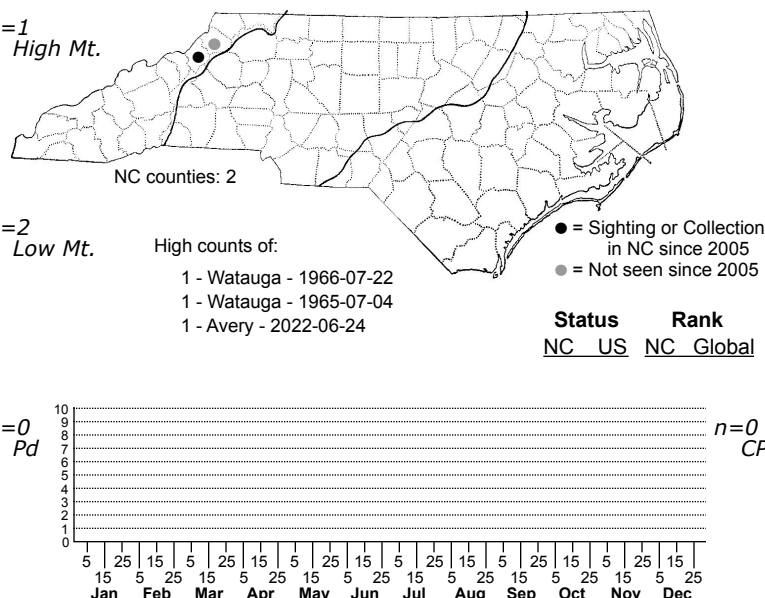 =1
High Mt.
NC counties: 2
=2
Low Mt.
High counts of:
1 - Watauga - 1966-07-22
1 - Watauga - 1965-07-04
1 - Avery - 2022-06-24
● = Sighting or Collection
in NC since 2005
● = Not seen since 2005
Status Rank
NC US NC Global
=0
Pd
n=0
CP
10
9
8
7
6
5
4
3
2
1
0
5 25 15 5 25 15 5 25 15 5 25 15 5 25 15 5 25 15
15 5 25 15 5 25 15 5 25 15 5 25 15 5 25 15 5 25
Jan Feb Mar Apr May Jun Jul Aug Sep Oct Nov Dec